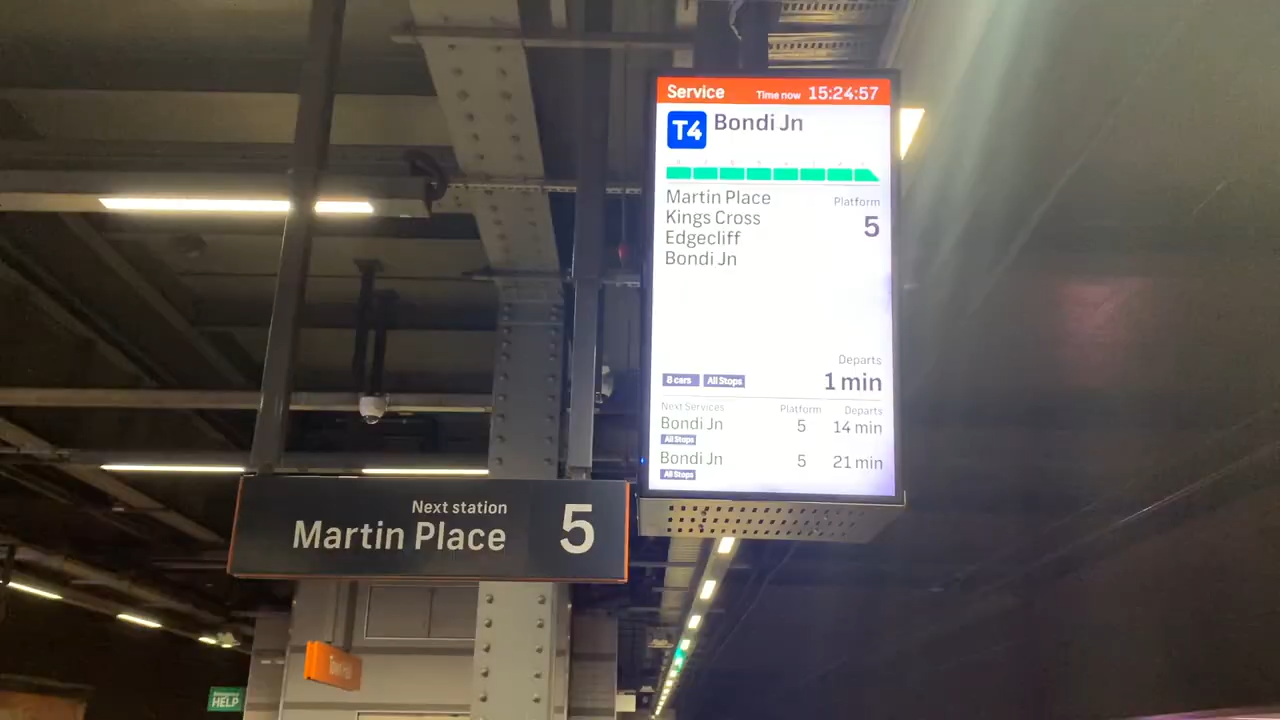 Service Time now 15:24:57
T4 Bondi Jn
Martin Place
Kings Cross
Edgecliff
Bondi Jn
Platform
5
Departs
8 cars All Stops 1 min
Next Services Platform Departs
Bondi Jn 5 14 min
All Stops
Bondi Jn 5 21 min
All Stops
Next station
Martin Place 5
HELP